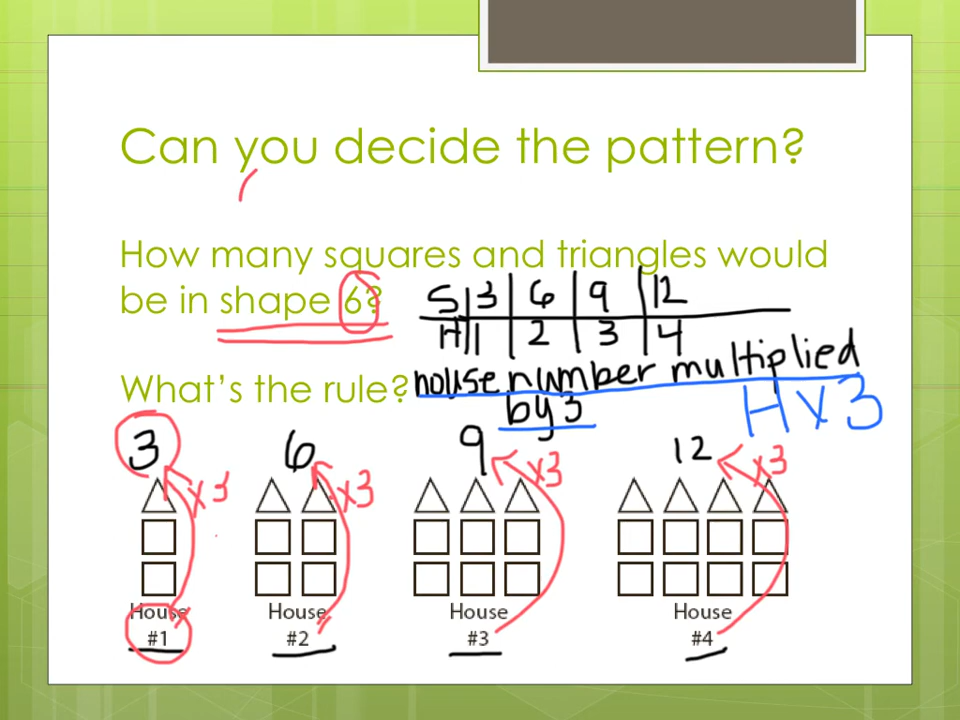 Can you decide the pattern?
How many squares and triangles would
be in shape 6?
S 3 6 9 12
H 1 2 3 4
What's the rule? house number multiplied
by 3
H x 3
3 6 9 12
x3 x3 x3 x3
House House House House
#1 #2 #3 #4